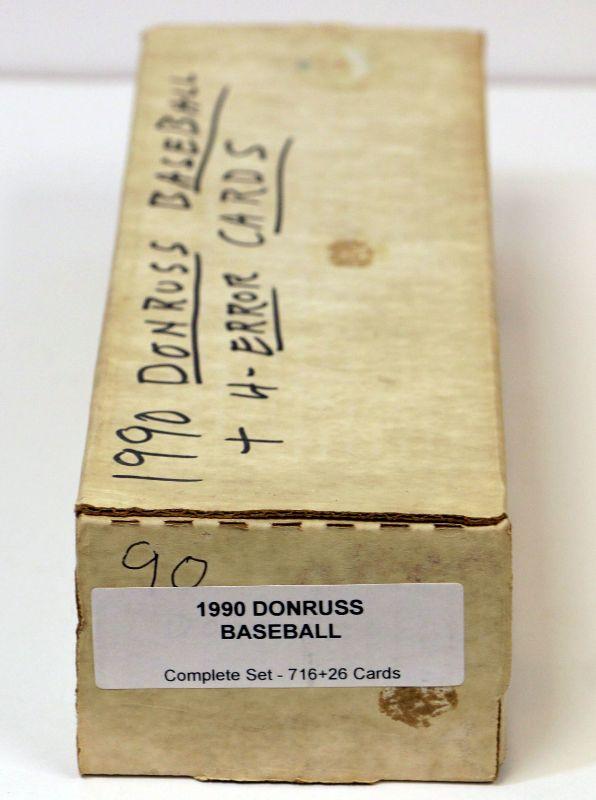 1990 DONRUSS BASEBALL
+ 4-ERROR CARDS
90
1990 DONRUSS
BASEBALL
Complete Set - 716+26 Cards